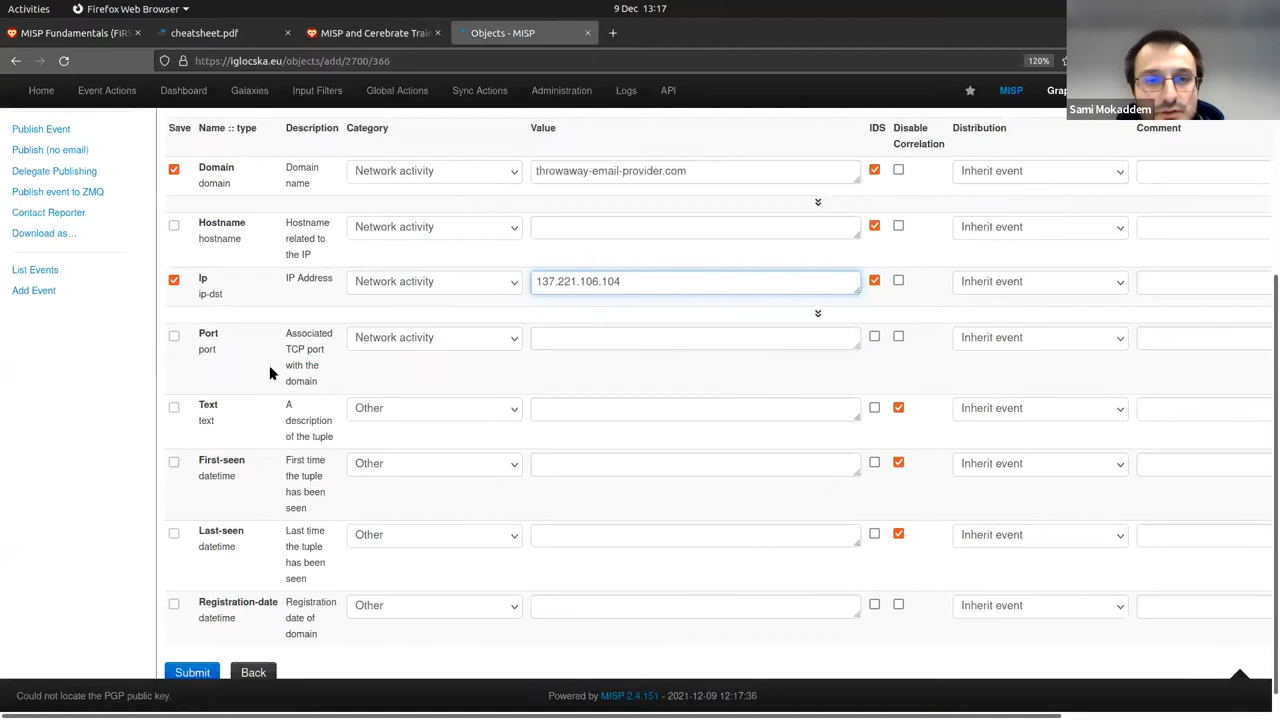 Activities
Firefox Web Browser
9 Dec 13:17
MISP Fundamentals (FIRS
cheatsheet.pdf
MISP and Cerebrate Trai
Objects - MISP
https://iglocska.eu/objects/add/2700/366
120%
Home
Event Actions
Dashboard
Galaxies
Input Filters
Global Actions
Sync Actions
Administration
Logs
API
MISP
Grap
Sami Mokaddem
Publish Event
Publish (no email)
Delegate Publishing
Publish event to ZMQ
Contact Reporter
Download as...
List Events
Add Event
Save
Name :: type
Description
Category
Value
IDS
Disable
Correlation
Distribution
Comment
Domain
domain
Domain
name
Network activity
throwaway-email-provider.com
Inherit event
Hostname
hostname
Hostname
related to
the IP
Network activity
Inherit event
Ip
ip-dst
IP Address
Network activity
137.221.106.104
Inherit event
Port
port
Associated
TCP port
with the
domain
Network activity
Inherit event
Text
text
A
description
of the tuple
Other
Inherit event
First-seen
datetime
First time
the tuple
has been
seen
Other
Inherit event
Last-seen
datetime
Last time
the tuple
has been
seen
Other
Inherit event
Registration-date
datetime
Registration
date of
domain
Other
Inherit event
Submit
Back
Could not locate the PGP public key.
Powered by MISP 2.4.151 - 2021-12-09 12:17:36